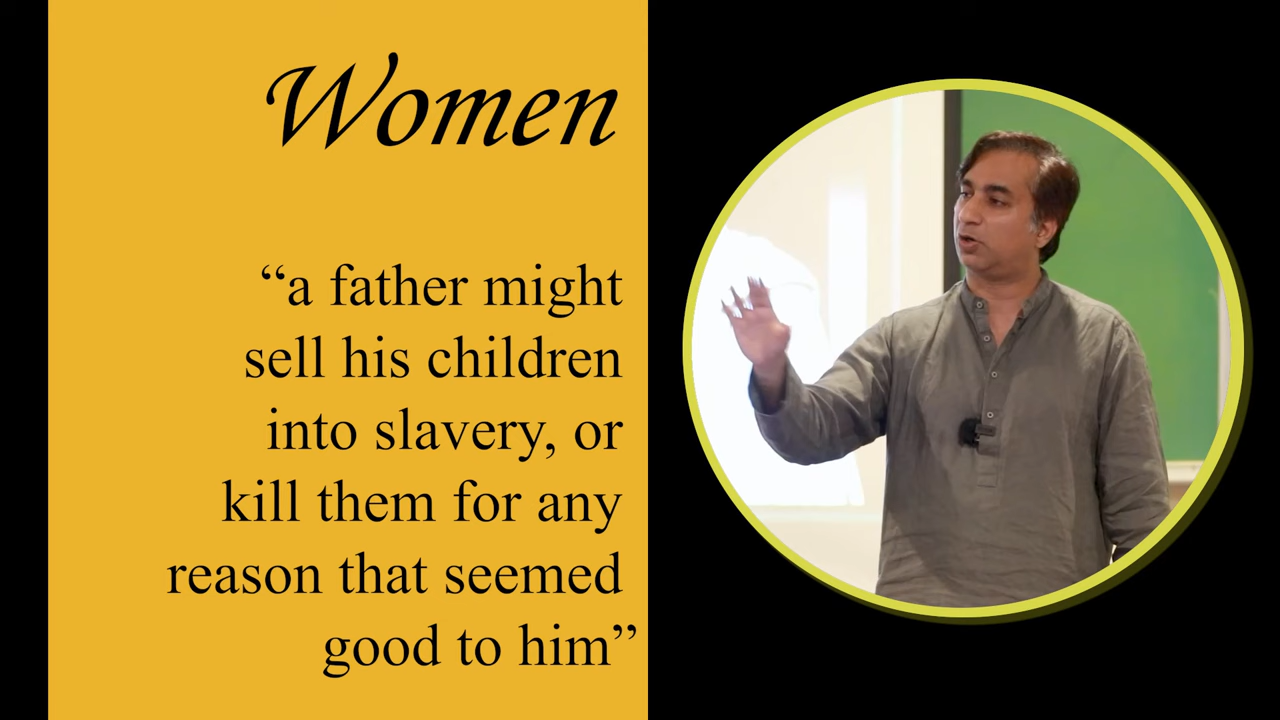 Women
“a father might
sell his children
into slavery, or
kill them for any
reason that seemed
good to him”